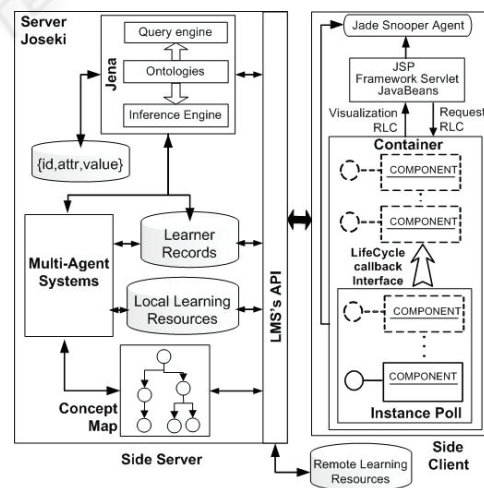 Server
Joseki
Jena
Query engine
Ontologies
Inference Engine
{id,attr,value}
Multi-Agent
Systems
Learner
Records
Local Learning
Resources
Concept
Map
Side Server
LMS's API
Jade Snooper Agent
JSP
Framework Servlet
JavaBeans
Visualization
RLC
Request
RLC
Container
COMPONENT
COMPONENT
LifeCycle
callback
Interface
COMPONENT
COMPONENT
Instance Poll
Side
Client
Remote Learning
Resources